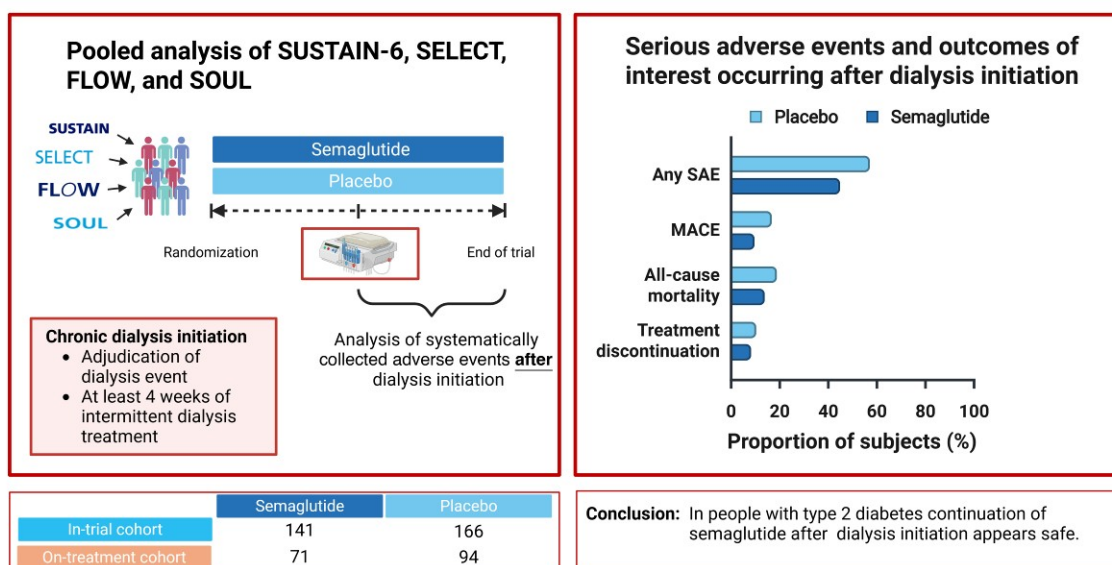 Pooled analysis of SUSTAIN-6, SELECT,
FLOW, and SOUL
SUSTAIN
SELECT
FLOW
SOUL
Semaglutide
Placebo
Randomization
End of trial
Chronic dialysis initiation
• Adjudication of
dialysis event
• At least 4 weeks of
intermittent dialysis
treatment
Analysis of systematically
collected adverse events after
dialysis initiation
Serious adverse events and outcomes of
interest occurring after dialysis initiation
Placebo Semaglutide
Any SAE
MACE
All-cause
mortality
Treatment
discontinuation
0 20 40 60 80 100
Proportion of subjects (%)
Semaglutide Placebo
In-trial cohort 141 166
On-treatment cohort 71 94
Conclusion: In people with type 2 diabetes continuation of
semaglutide after dialysis initiation appears safe.